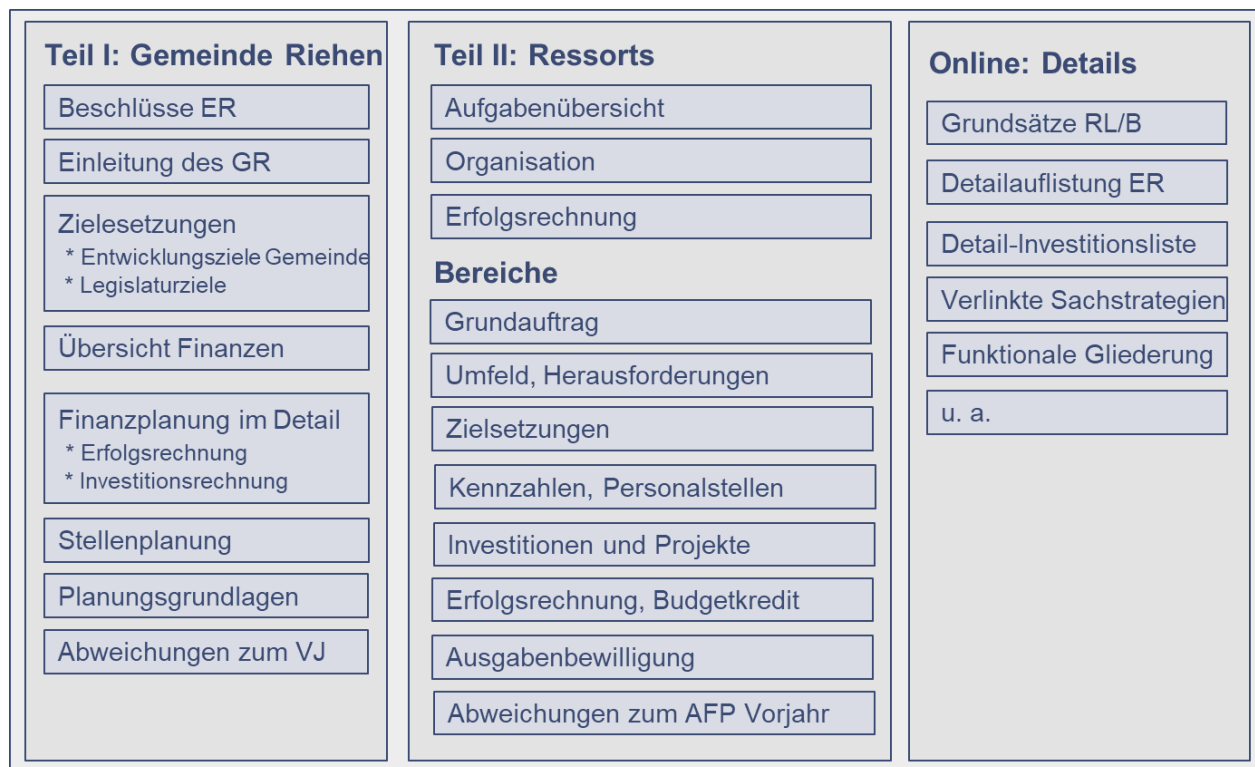 Teil I: Gemeinde Riehen
Beschlüsse ER
Einleitung des GR
Zielesetzungen
* Entwicklungsziele Gemeinde
* Legislaturziele
Übersicht Finanzen
Finanzplanung im Detail
* Erfolgsrechnung
* Investitionsrechnung
Stellenplanung
Planungsgrundlagen
Abweichungen zum VJ
Teil II: Ressorts
Aufgabenübersicht
Organisation
Erfolgsrechnung
Bereiche
Grundauftrag
Umfeld, Herausforderungen
Zielsetzungen
Kennzahlen, Personalstellen
Investitionen und Projekte
Erfolgsrechnung, Budgetkredit
Ausgabenbewilligung
Abweichungen zum AFP Vorjahr
Online: Details
Grundsätze RL/B
Detailauflistung ER
Detail-Investitionsliste
Verlinkte Sachstrategien
Funktionale Gliederung
u. a.